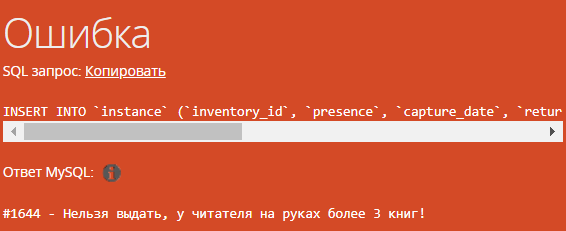 Ошибка
SQL запрос: Копировать
INSERT INTO `instance` (`inventory_id`, `presence`, `capture_date`, `retur
Ответ MySQL:
#1644 - Нельзя выдать, у читателя на руках более 3 книг!